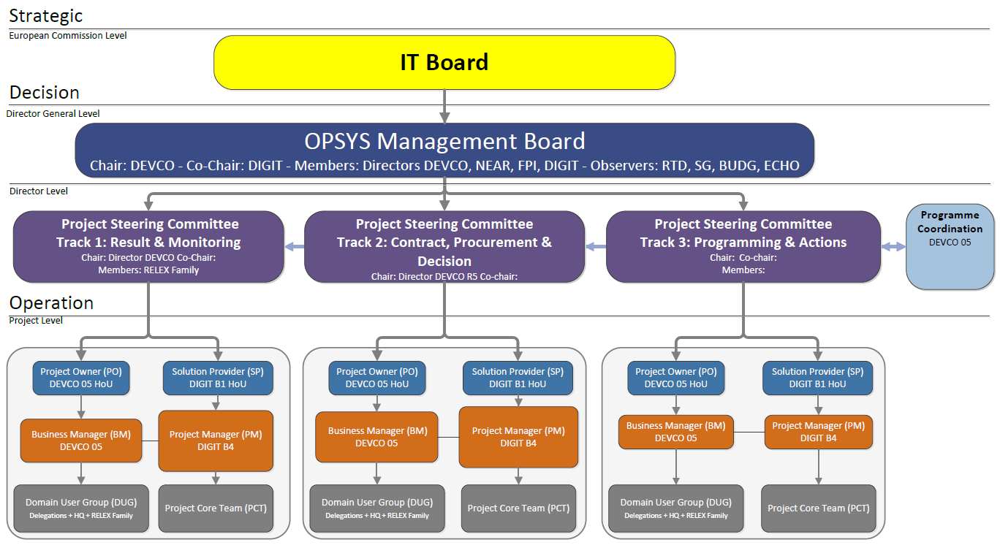 Strategic
European Commission Level
IT Board
Decision
Director General Level
OPSYS Management Board
Chair: DEVCO - Co-Chair: DIGIT - Members: Directors DEVCO, NEAR, FPI, DIGIT - Observers: RTD, SG, BUDG, ECHO
Director Level
Project Steering Committee
Track 1: Result & Monitoring
Chair: Director DEVCO Co-Chair:
Members: RELEX Family
Project Steering Committee
Track 2: Contract, Procurement &
Decision
Chair: Director DEVCO R5 Co-chair:
Project Steering Committee
Track 3: Programming & Actions
Chair: Co-chair:
Members:
Programme
Coordination
DEVCO 05
Operation
Project Level
Project Owner (PO)
DEVCO 05 HoU
Solution Provider (SP)
DIGIT B1 HoU
Business Manager (BM)
DEVCO 05
Project Manager (PM)
DIGIT B4
Domain User Group (DUG)
Delegations + HQ + RELEX Family
Project Core Team (PCT)
Project Owner (PO)
DEVCO 05 HoU
Solution Provider (SP)
DIGIT B1 HoU
Business Manager (BM)
DEVCO 05
Project Manager (PM)
DIGIT B4
Domain User Group (DUG)
Delegations + HQ + RELEX Family
Project Core Team (PCT)
Project Owner (PO)
DEVCO 05 HoU
Solution Provider (SP)
DIGIT B1 HoU
Business Manager (BM)
DEVCO 05
Project Manager (PM)
DIGIT B4
Domain User Group (DUG)
Delegations + HQ + RELEX Family
Project Core Team (PCT)